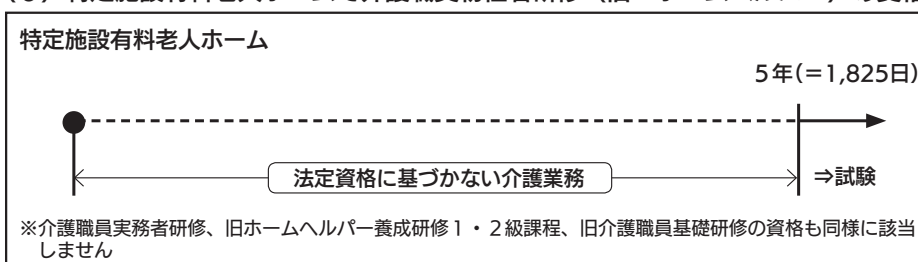 特定施設有料老人ホーム
5年(=1,825日)
法定資格に基づかない介護業務
⇒試験
※介護職員実務者研修、旧ホームヘルパー養成研修1・2級課程、旧介護職員基礎研修の資格も同様に該当
しません